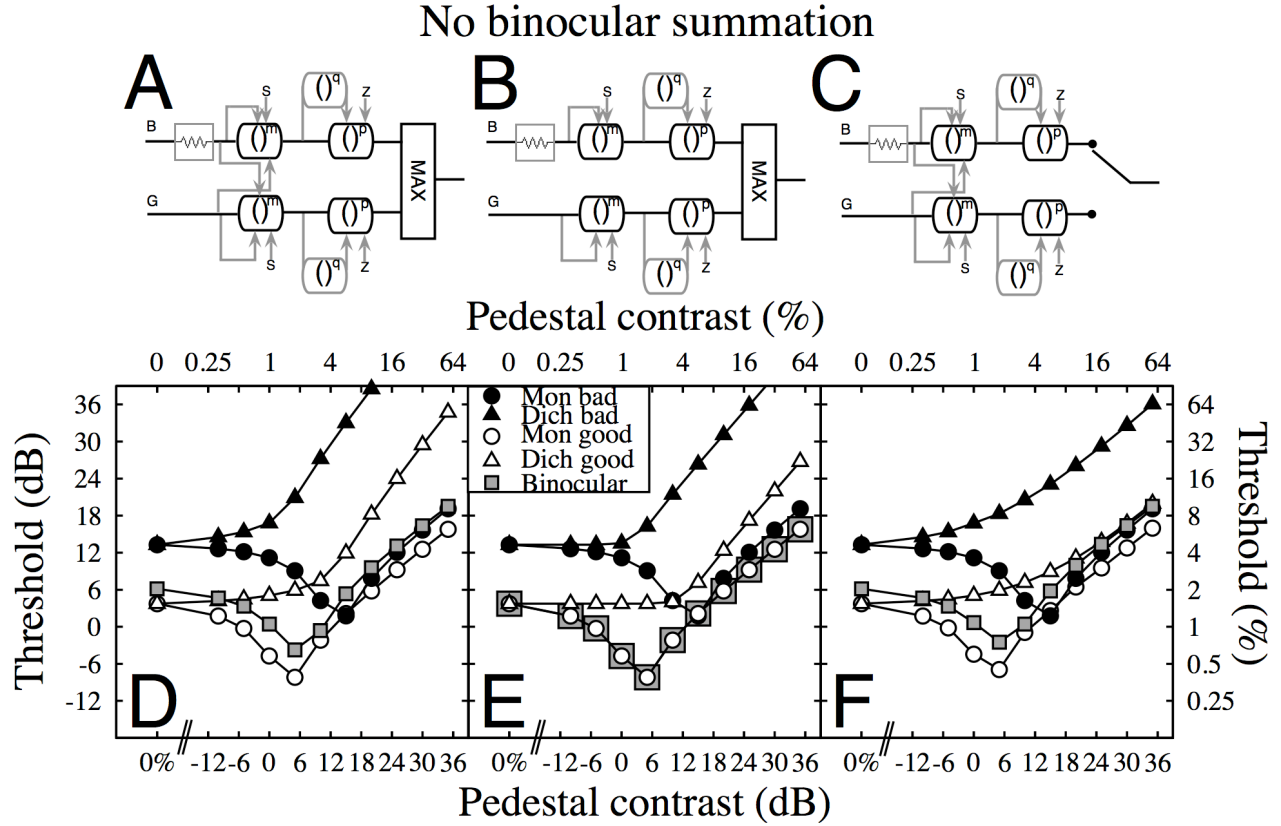 No binocular summation
A B C
s ()q z s ()q z s ()q z
B ()m ()p B ()m ()p B ()m ()p
MAX MAX
G ()m ()p G ()m ()p G ()m ()p
s ()q z s ()q z s ()q z
Pedestal contrast (%)
0 0.25 1 4 16 64 0 0.25 1 4 16 64 0 0.25 1 4 16 64
Threshold (dB)
36
30
24
18
12
6
0
-6
-12
Mon bad
Dich bad
Mon good
Dich good
Binocular
64
32
16
8
4
2
1
0.5
0.25
Threshold (%)
D E F
0% -12 -6 0 6 12 18 24 30 36 0% -12 -6 0 6 12 18 24 30 36 0% -12 -6 0 6 12 18 24 30 36
Pedestal contrast (dB)